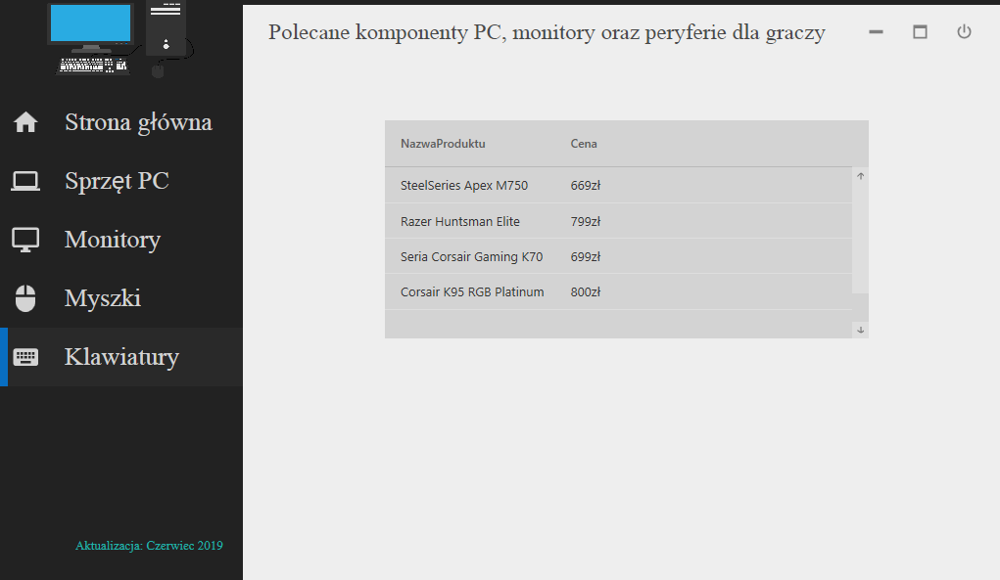 Polecane komponenty PC, monitory oraz peryferie dla graczy
Strona główna
Sprzęt PC
Monitory
Myszki
Klawiatury
Aktualizacja: Czerwiec 2019
NazwaProduktu Cena
SteelSeries Apex M750 669zł
Razer Huntsman Elite 799zł
Seria Corsair Gaming K70 699zł
Corsair K95 RGB Platinum 800zł